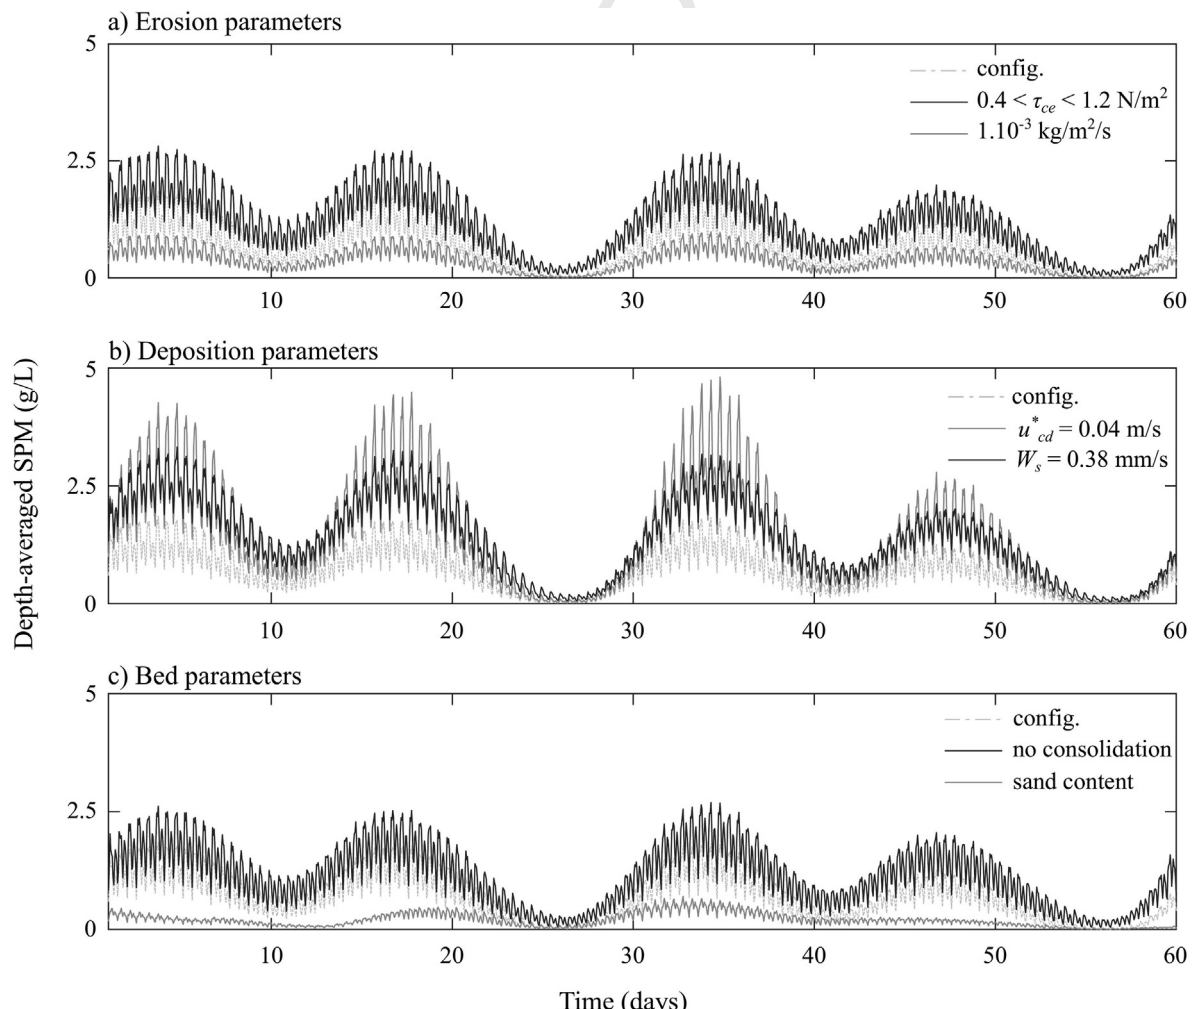 a) Erosion parameters
5
2.5
0
config.
0.4 < τce < 1.2 N/m²
1.10⁻³ kg/m²/s
10 20 30 40 50 60
Depth-averaged SPM (g/L)
b) Deposition parameters
5
2.5
0
config.
u*cd = 0.04 m/s
Ws = 0.38 mm/s
10 20 30 40 50 60
c) Bed parameters
5
2.5
0
config.
no consolidation
sand content
10 20 30 40 50 60
Time (days)